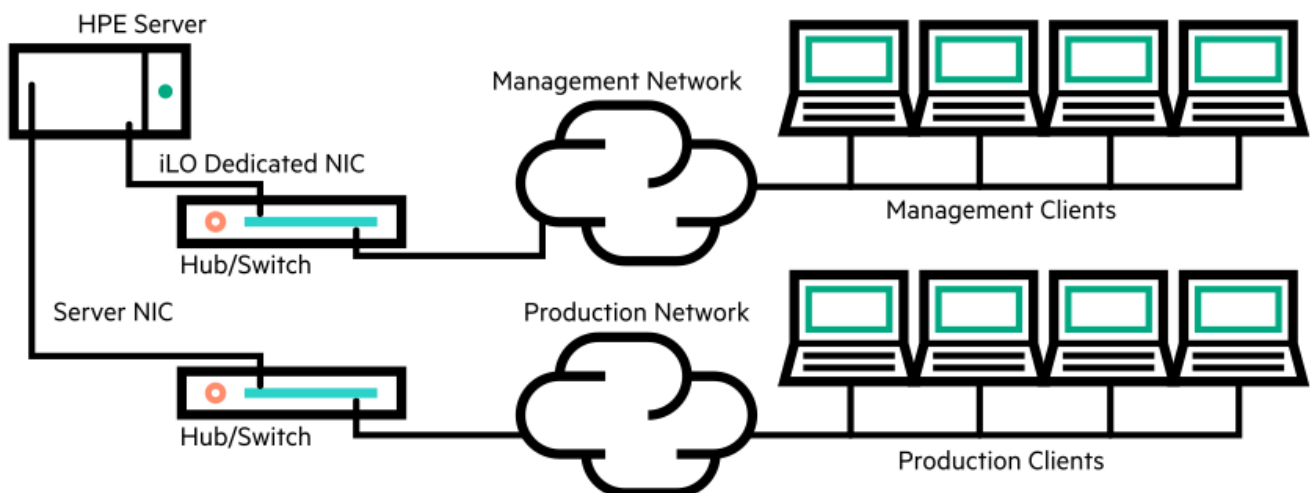 HPE Server
Management Network
iLO Dedicated NIC
Management Clients
Hub/Switch
Server NIC
Production Network
Hub/Switch
Production Clients